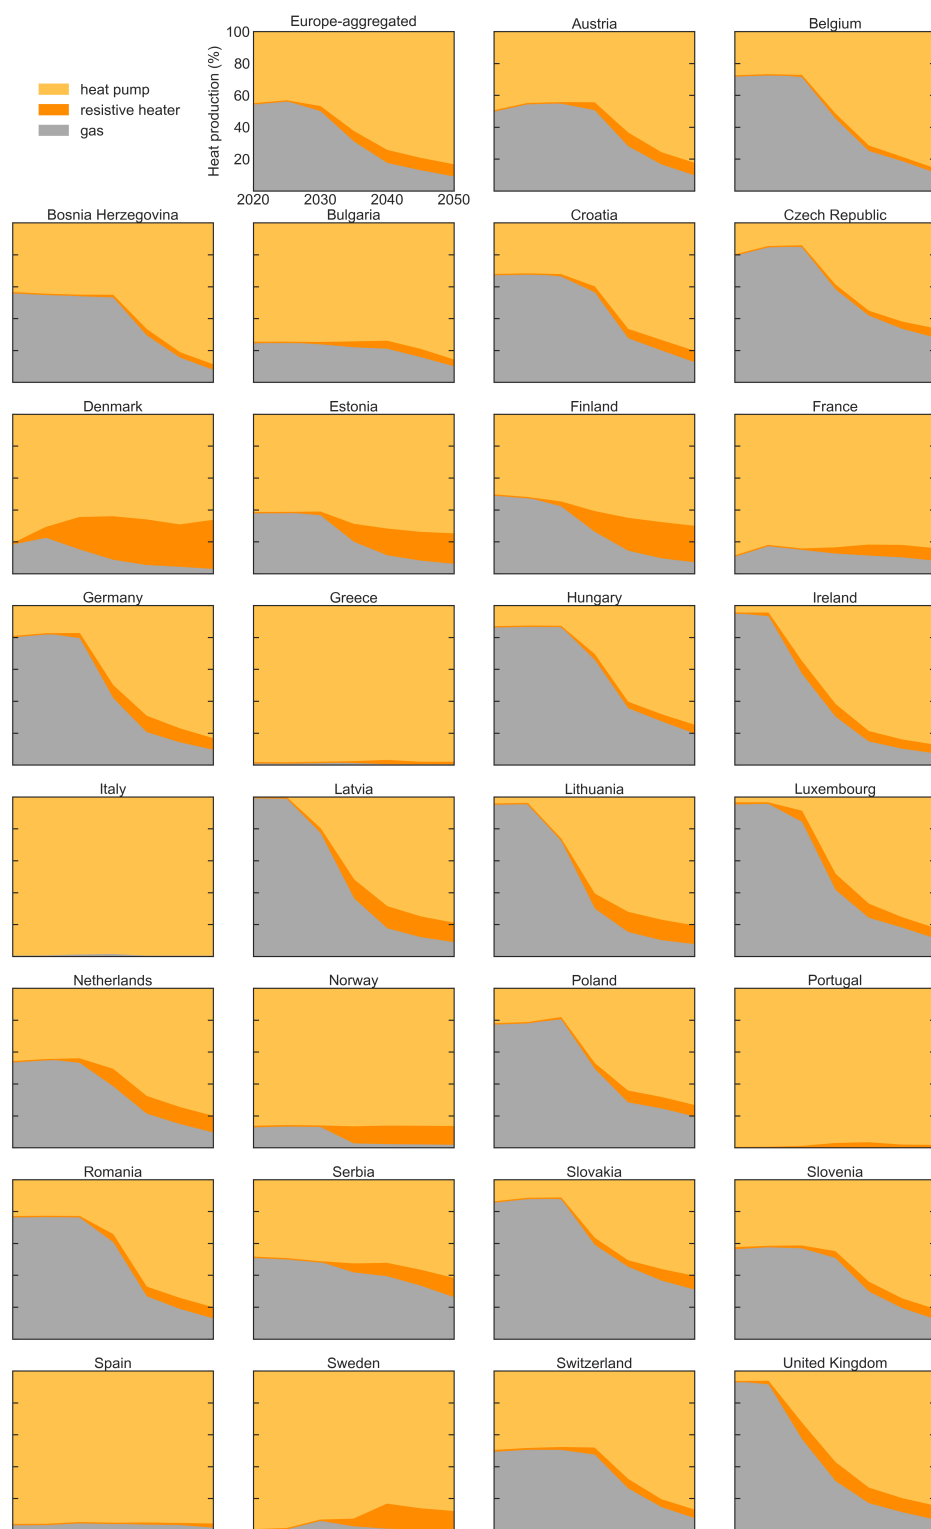 Europe-aggregated
Austria
Belgium
heat pump
resistive heater
gas
Heat production (%)
100
80
60
40
20
2020 2030 2040 2050
Bosnia Herzegovina
Bulgaria
Croatia
Czech Republic
Denmark
Estonia
Finland
France
Germany
Greece
Hungary
Ireland
Italy
Latvia
Lithuania
Luxembourg
Netherlands
Norway
Poland
Portugal
Romania
Serbia
Slovakia
Slovenia
Spain
Sweden
Switzerland
United Kingdom